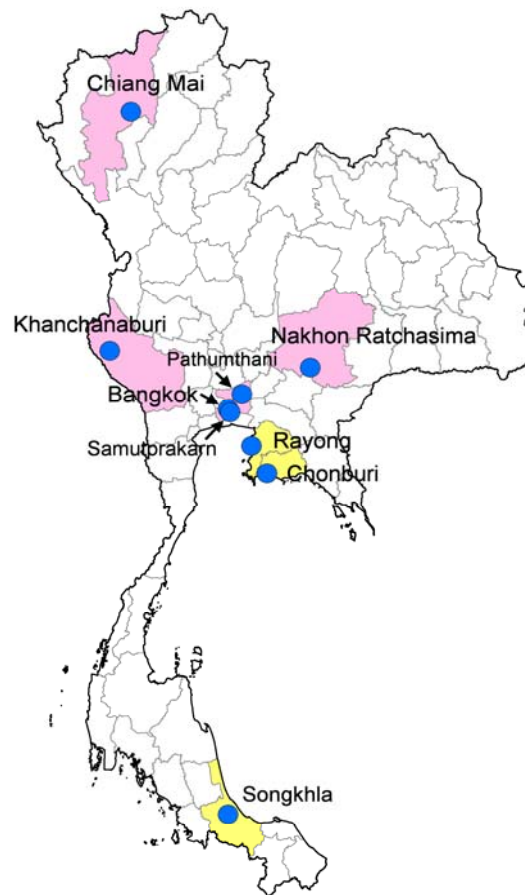 Chiang Mai
Khanchanaburi
Nakhon Ratchasima
Pathumthani
Bangkok
Samutprakarn
Rayong
Chonburi
Songkhla